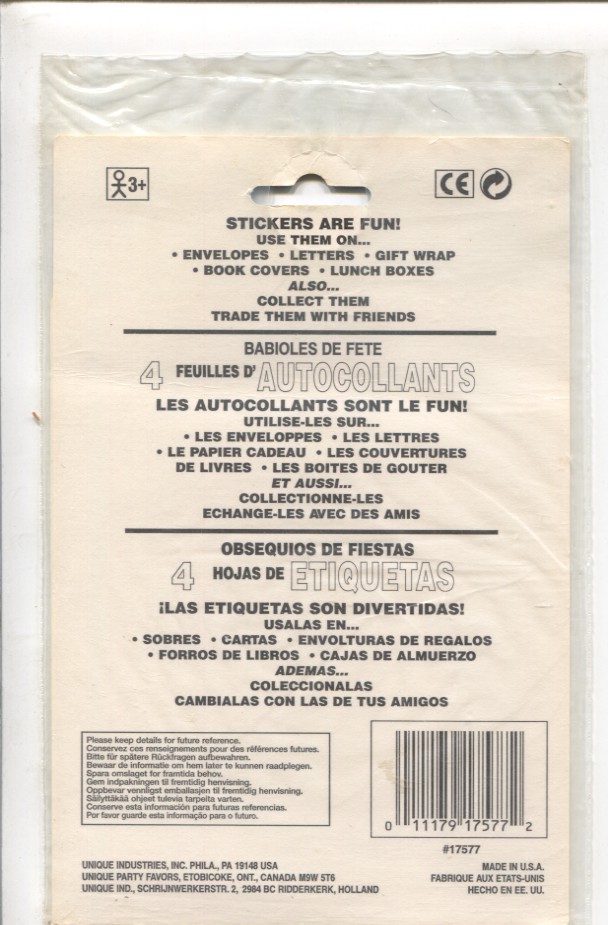 3+
CE
STICKERS ARE FUN!
USE THEM ON...
• ENVELOPES • LETTERS • GIFT WRAP
• BOOK COVERS • LUNCH BOXES
ALSO...
COLLECT THEM
TRADE THEM WITH FRIENDS
BABIOLES DE FETE
4 FEUILLES D' AUTOCOLLANTS
LES AUTOCOLLANTS SONT LE FUN!
UTILISE-LES SUR...
• LES ENVELOPPES • LES LETTRES
• LE PAPIER CADEAU • LES COUVERTURES
DE LIVRES • LES BOITES DE GOUTER
ET AUSSI...
COLLECTIONNE-LES
ECHANGE-LES AVEC DES AMIS
OBSEQUIOS DE FIESTAS
4 HOJAS DE ETIQUETAS
¡LAS ETIQUETAS SON DIVERTIDAS!
USALAS EN...
• SOBRES • CARTAS • ENVOLTURAS DE REGALOS
• FORROS DE LIBROS • CAJAS DE ALMUERZO
ADEMAS...
COLECCIONALAS
CAMBIALAS CON LAS DE TUS AMIGOS
Please keep details for future reference.
Conservez ces renseignements pour des références futures.
Bitte für spätere Rückfragen aufbewahren.
Bewaar de informatie om hem later te kunnen raadplegen.
Spara omslaget for framtida behov.
Gem indpakningen til fremtidig henvisning.
Oppbevar vennligst emballasjen til fremtidig henvisning.
Säilyttäkää ohjeet tulevia tarpeita varten.
Conserve esta información para futuras referencias.
Por favor guarde esta informação para o futuro.
0 11179 17577 2
#17577
UNIQUE INDUSTRIES, INC. PHILA., PA 19148 USA
UNIQUE PARTY FAVORS, ETOBICOKE, ONT., CANADA M9W 5T6
UNIQUE IND., SCHRIJNWERKERSTR. 2, 2984 BC RIDDERKERK, HOLLAND
MADE IN U.S.A.
FABRIQUE AUX ETATS-UNIS
HECHO EN EE. UU.